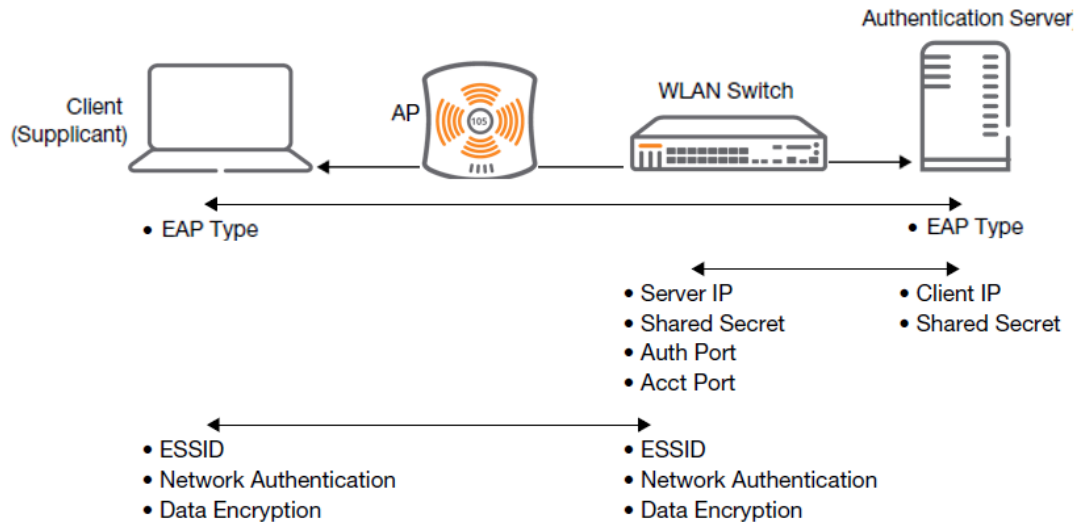 Authentication Server
Client
(Supplicant)
AP
105
WLAN Switch
• EAP Type
• EAP Type
• Server IP
• Shared Secret
• Auth Port
• Acct Port
• Client IP
• Shared Secret
• ESSID
• Network Authentication
• Data Encryption
• ESSID
• Network Authentication
• Data Encryption